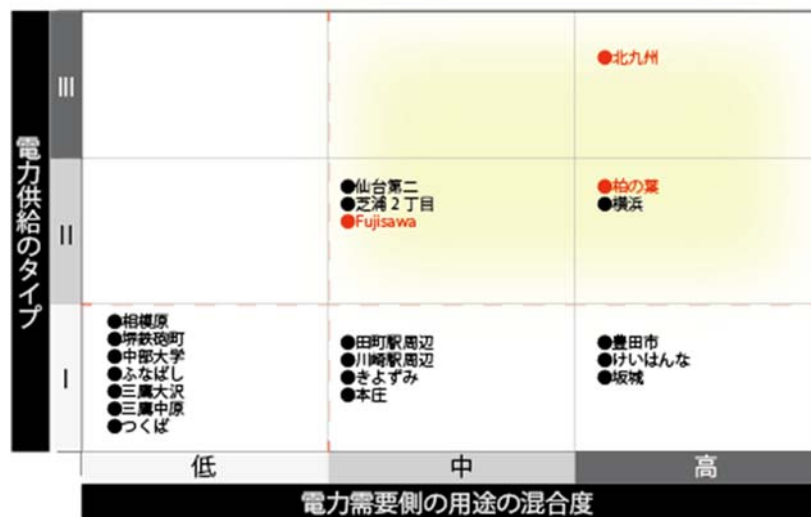 電力供給のタイプ
III
●北九州
II
●仙台第二
●芝浦2丁目
●Fujisawa
●柏の葉
●横浜
I
●相模原
●堺鉄砲町
●中部大学
●ふなばし
●三鷹大沢
●三鷹中原
●つくば
●田町駅周辺
●川崎駅周辺
●きよずみ
●本庄
●豊田市
●けいはんな
●坂城
低
中
高
電力需要側の用途の混合度